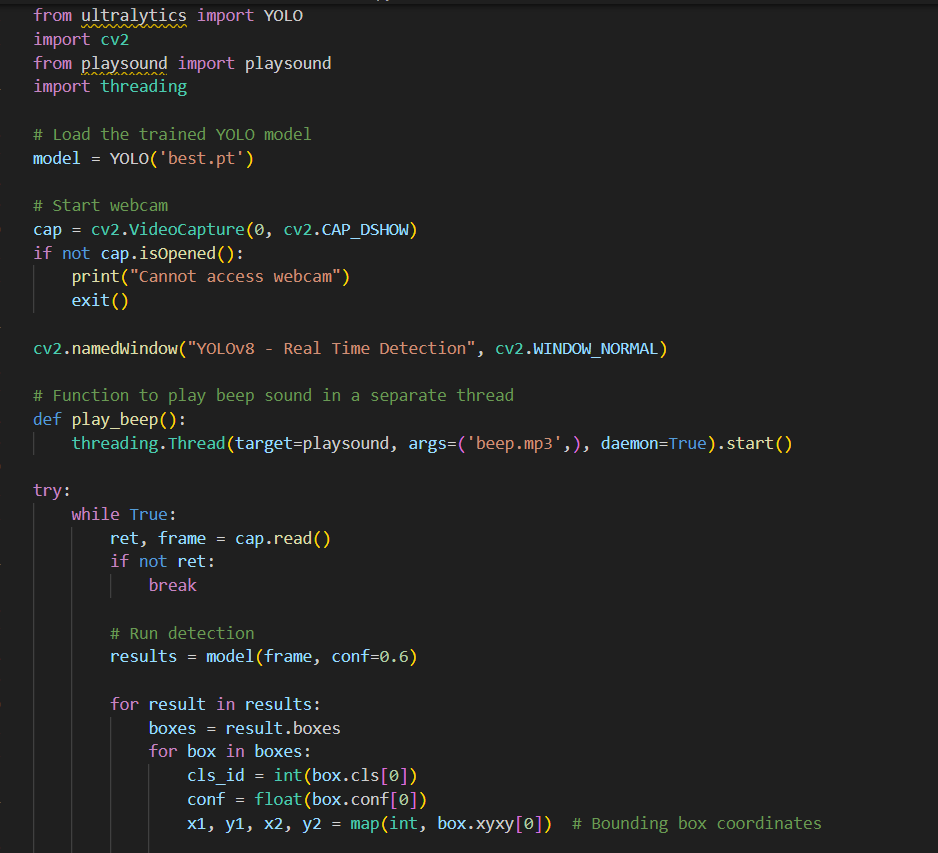 from ultralytics import YOLO
import cv2
from playsound import playsound
import threading

# Load the trained YOLO model
model = YOLO('best.pt')

# Start webcam
cap = cv2.VideoCapture(0, cv2.CAP_DSHOW)
if not cap.isOpened():
    print("Cannot access webcam")
    exit()

cv2.namedWindow("YOLOv8 - Real Time Detection", cv2.WINDOW_NORMAL)

# Function to play beep sound in a separate thread
def play_beep():
    threading.Thread(target=playsound, args=('beep.mp3',), daemon=True).start()

try:
    while True:
        ret, frame = cap.read()
        if not ret:
            break

        # Run detection
        results = model(frame, conf=0.6)

        for result in results:
            boxes = result.boxes
            for box in boxes:
                cls_id = int(box.cls[0])
                conf = float(box.conf[0])
                x1, y1, x2, y2 = map(int, box.xyxy[0])  # Bounding box coordinates